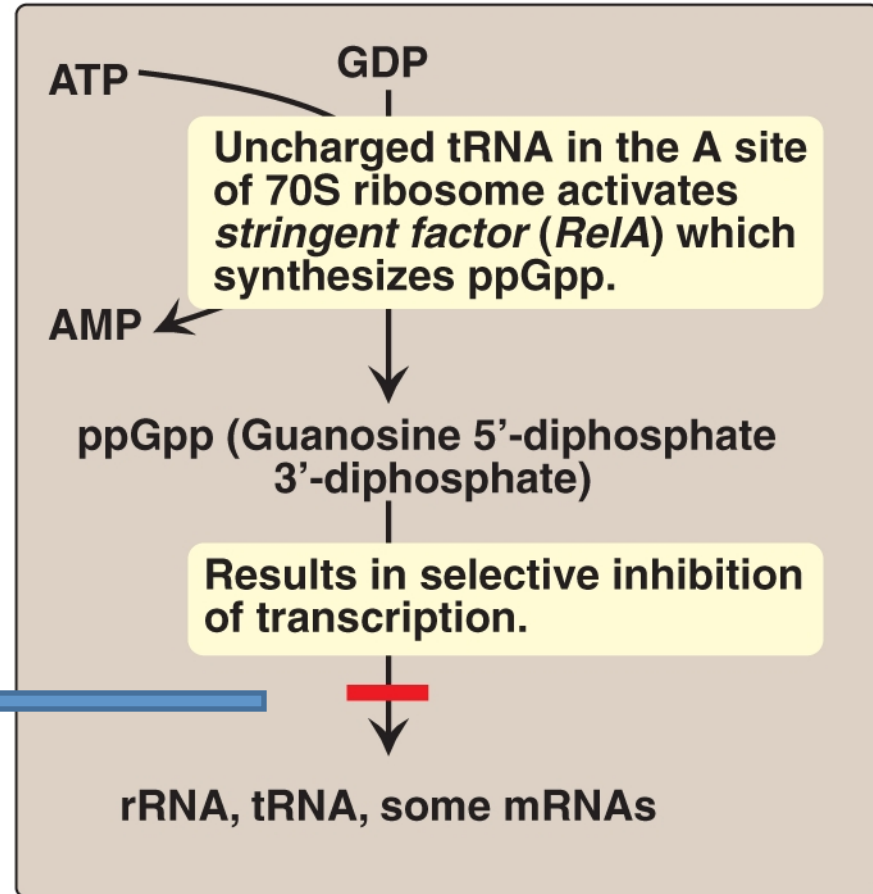 ATP
GDP
Uncharged tRNA in the A site
of 70S ribosome activates
stringent factor (RelA) which
synthesizes ppGpp.
AMP
ppGpp (Guanosine 5’-diphosphate
3’-diphosphate)
Results in selective inhibition
of transcription.
rRNA, tRNA, some mRNAs